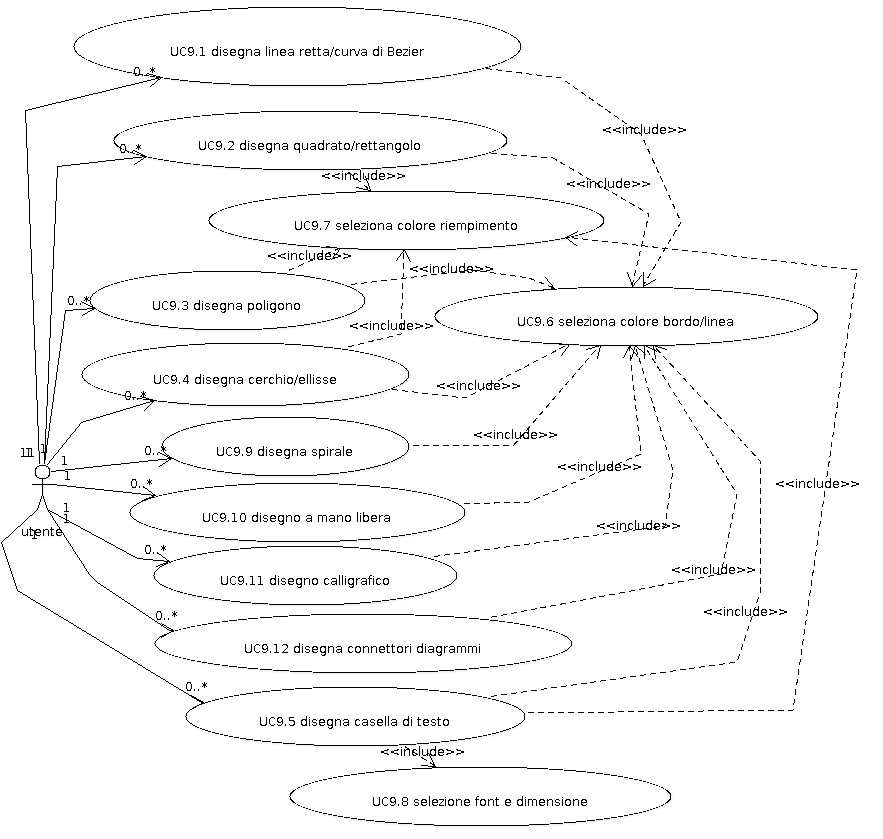 UC9.1 disegna linea retta/curva di Bezier
0..*
<<include>>
UC9.2 disegna quadrato/rettangolo
0..*
<<include>>
<<include>>
UC9.7 seleziona colore riempimento
<<include>>
<<include>>
UC9.3 disegna poligono
0..*
UC9.6 seleziona colore bordo/linea
<<include>>
UC9.4 disegna cerchio/ellisse
0..*
<<include>>
UC9.9 disegna spirale
0..*
<<include>>
1
1
1
1
1
<<include>>
<<include>>
UC9.10 disegno a mano libera
0..*
1
1
1
utente
<<include>>
UC9.11 disegno calligrafico
0..*
<<include>>
<<include>>
UC9.12 disegna connettori diagrammi
0..*
UC9.5 disegna casella di testo
0..*
<<include>>
UC9.8 selezione font e dimensione